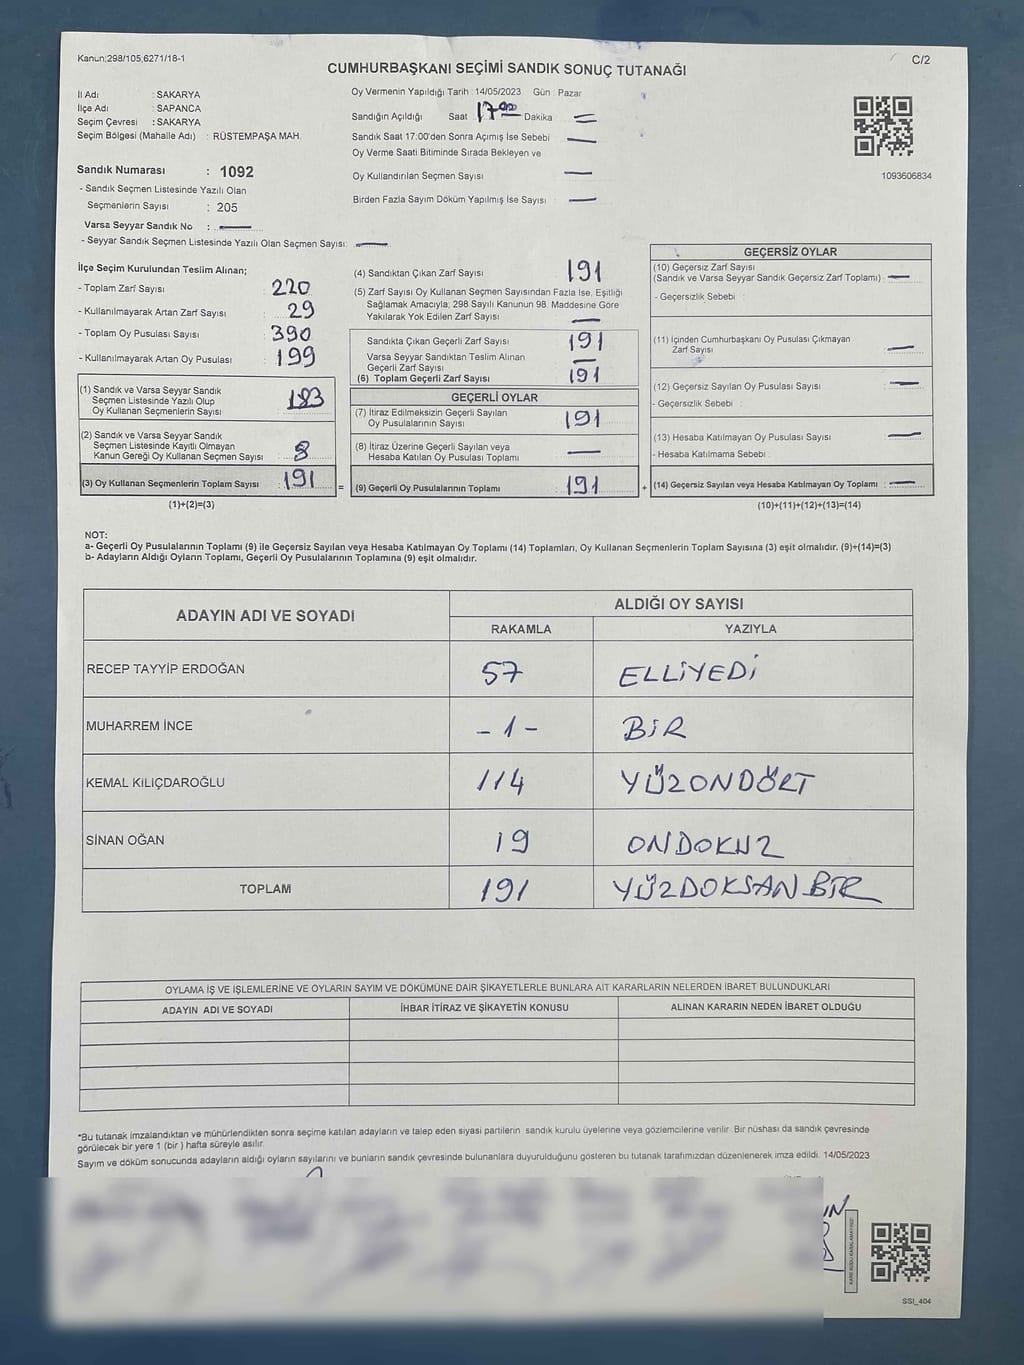 Kanun;298/105,6271/18-1
C/2
CUMHURBAŞKANI SEÇİMİ SANDIK SONUÇ TUTANAĞI
İl Adı : SAKARYA
İlçe Adı : SAPANCA
Seçim Çevresi : SAKARYA
Seçim Bölgesi (Mahalle Adı) : RÜSTEMPAŞA MAH.
Oy Vermenin Yapıldığı Tarih : 14/05/2023 Gün : Pazar
Sandığın Açıldığı Saat 17 00 Dakika =
Sandık Saat 17:00'den Sonra Açımış İse Sebebi —
Oy Verme Saati Bitiminde Sırada Bekleyen ve
Oy Kullandırılan Seçmen Sayısı —
Birden Fazla Sayım Döküm Yapılmış İse Sayısı —
1093606834
Sandık Numarası : 1092
- Sandık Seçmen Listesinde Yazılı Olan
Seçmenlerin Sayısı : 205
Varsa Seyyar Sandık No : —
- Seyyar Sandık Seçmen Listesinde Yazılı Olan Seçmen Sayısı: —
İlçe Seçim Kurulundan Teslim Alınan;
- Toplam Zarf Sayısı : 220
- Kullanılmayarak Artan Zarf Sayısı : 29
- Toplam Oy Pusulası Sayısı : 390
- Kullanılmayarak Artan Oy Pusulası : 199
(1) Sandık ve Varsa Seyyar Sandık
Seçmen Listesinde Yazılı Olup
Oy Kullanan Seçmenlerin Sayısı : 183
(2) Sandık ve Varsa Seyyar Sandık
Seçmen Listesinde Kayıtlı Olmayan
Kanun Gereği Oy Kullanan Seçmen Sayısı : 8
(3) Oy Kullanan Seçmenlerin Toplam Sayısı : 191
(1)+(2)=(3)
(4) Sandıktan Çıkan Zarf Sayısı 191
(5) Zarf Sayısı Oy Kullanan Seçmen Sayısından Fazla İse, Eşitliği
Sağlamak Amacıyla; 298 Sayılı Kanunun 98. Maddesine Göre
Yakılarak Yok Edilen Zarf Sayısı —
Sandıkta Çıkan Geçerli Zarf Sayısı 191
Varsa Seyyar Sandıktan Teslim Alınan
Geçerli Zarf Sayısı —
(6) Toplam Geçerli Zarf Sayısı 191
GEÇERLİ OYLAR
(7) İtiraz Edilmeksizin Geçerli Sayılan
Oy Pusulalarının Sayısı : 191
(8) İtiraz Üzerine Geçerli Sayılan veya
Hesaba Katılan Oy Pusulası Toplamı : —
= (9) Geçerli Oy Pusulalarının Toplamı : 191 +
GEÇERSİZ OYLAR
(10) Geçersiz Zarf Sayısı
(Sandık ve Varsa Seyyar Sandık Geçersiz Zarf Toplamı) : —
- Geçersizlik Sebebi :
(11) İçinden Cumhurbaşkanı Oy Pusulası Çıkmayan
Zarf Sayısı —
(12) Geçersiz Sayılan Oy Pusulası Sayısı : —
- Geçersizlik Sebebi :
(13) Hesaba Katılmayan Oy Pusulası Sayısı : —
- Hesaba Katılmama Sebebi :
(14) Geçersiz Sayılan veya Hesaba Katılmayan Oy Toplamı : —
(10)+(11)+(12)+(13)=(14)
NOT:
a- Geçerli Oy Pusulalarının Toplamı (9) ile Geçersiz Sayılan veya Hesaba Katılmayan Oy Toplamı (14) Toplamları, Oy Kullanan Seçmenlerin Toplam Sayısına (3) eşit olmalıdır. (9)+(14)=(3)
b- Adayların Aldığı Oyların Toplamı, Geçerli Oy Pusulalarının Toplamına (9) eşit olmalıdır.
ADAYIN ADI VE SOYADI
ALDIĞI OY SAYISI
RAKAMLA YAZIYLA
RECEP TAYYİP ERDOĞAN 57 ELLİYEDİ
MUHARREM İNCE -1- BİR
KEMAL KILIÇDAROĞLU 114 YÜZONDÖRT
SİNAN OĞAN 19 ONDOKUZ
TOPLAM 191 YÜZDOKSANBİR
OYLAMA İŞ VE İŞLEMLERİNE VE OYLARIN SAYIM VE DÖKÜMÜNE DAİR ŞİKAYETLERLE BUNLARA AİT KARARLARIN NELERDEN İBARET BULUNDUKLARI
ADAYIN ADI VE SOYADI İHBAR İTİRAZ VE ŞİKAYETİN KONUSU ALINAN KARARIN NEDEN İBARET OLDUĞU
*Bu tutanak imzalandıktan ve mühürlendikten sonra seçime katılan adayların ve talep eden siyasi partilerin sandık kurulu üyelerine veya gözlemcilerine verilir. Bir nüshası da sandık çevresinde
görülecek bir yere 1 (bir ) hafta süreyle asılır.
Sayım ve döküm sonucunda adayların aldığı oyların sayılarını ve bunların sandık çevresinde bulunanlara duyurulduğunu gösteren bu tutanak tarafımızdan düzenlenerek imza edildi. 14/05/2023
KARE KODU KARALAMAYINIZ!
SSI_404